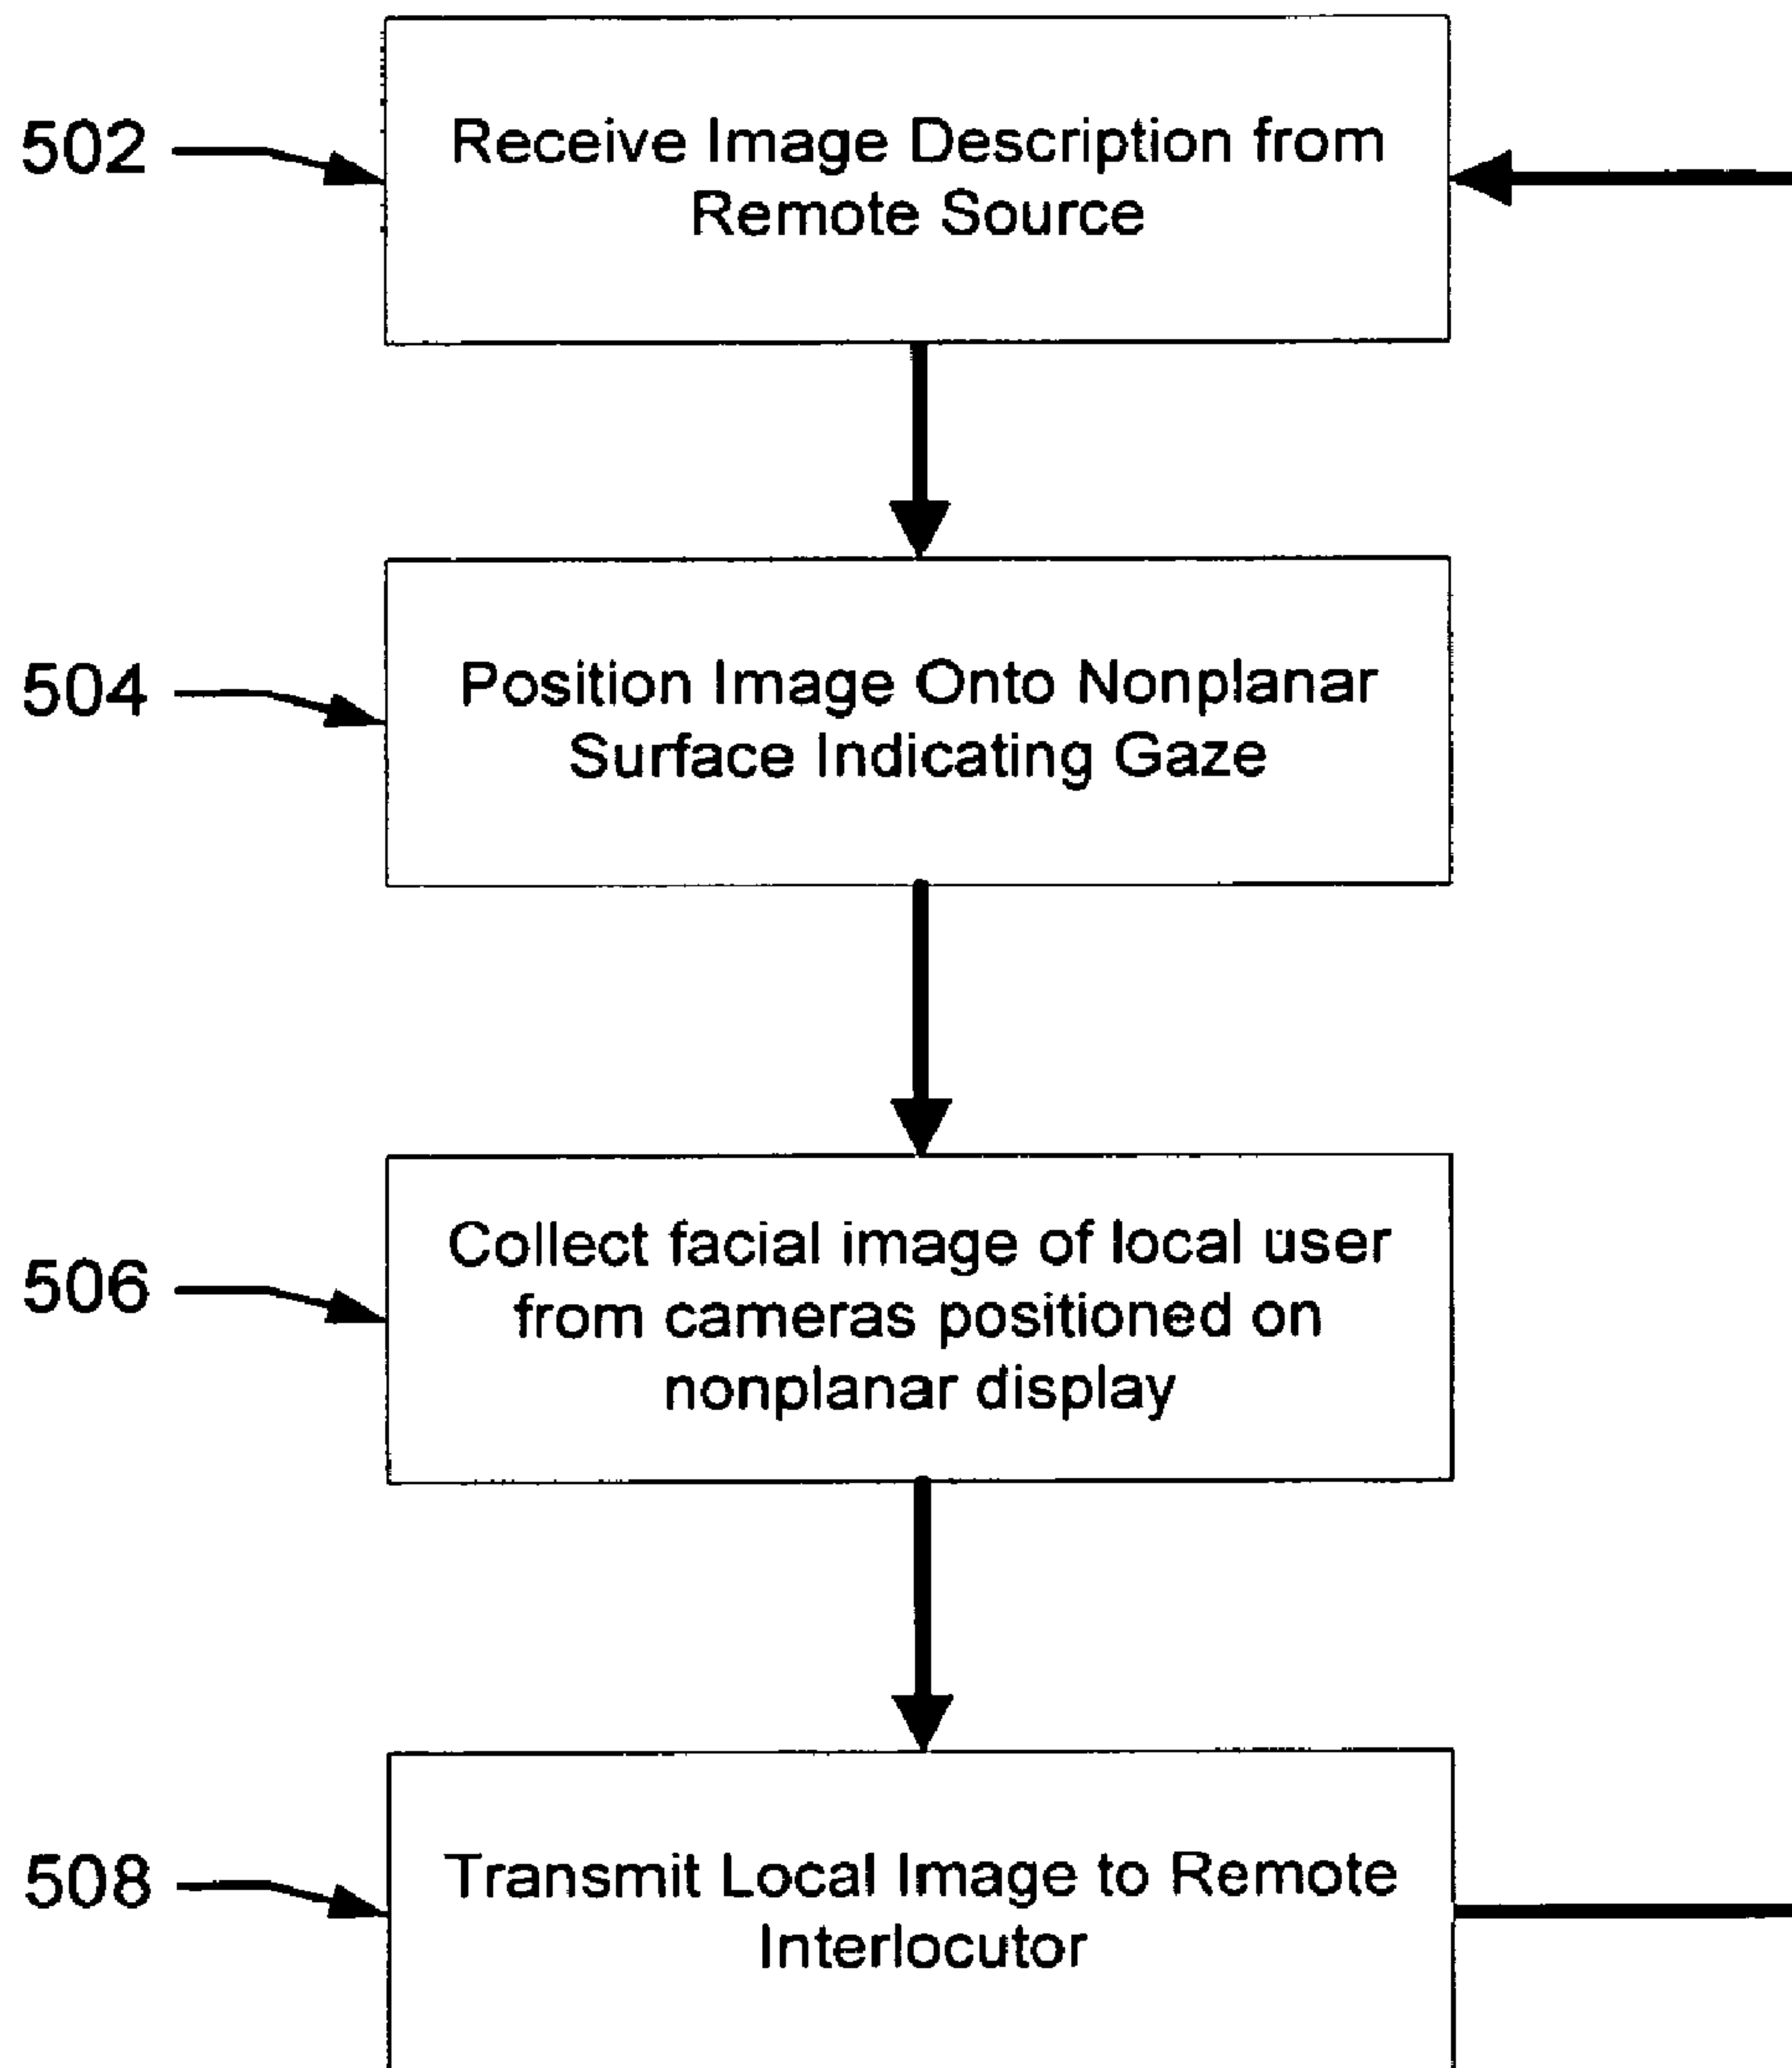 502
Receive Image Description from
Remote Source
504
Position Image Onto Nonplanar
Surface Indicating Gaze
506
Collect facial image of local user
from cameras positioned on
nonplanar display
508
Transmit Local Image to Remote
Interlocutor